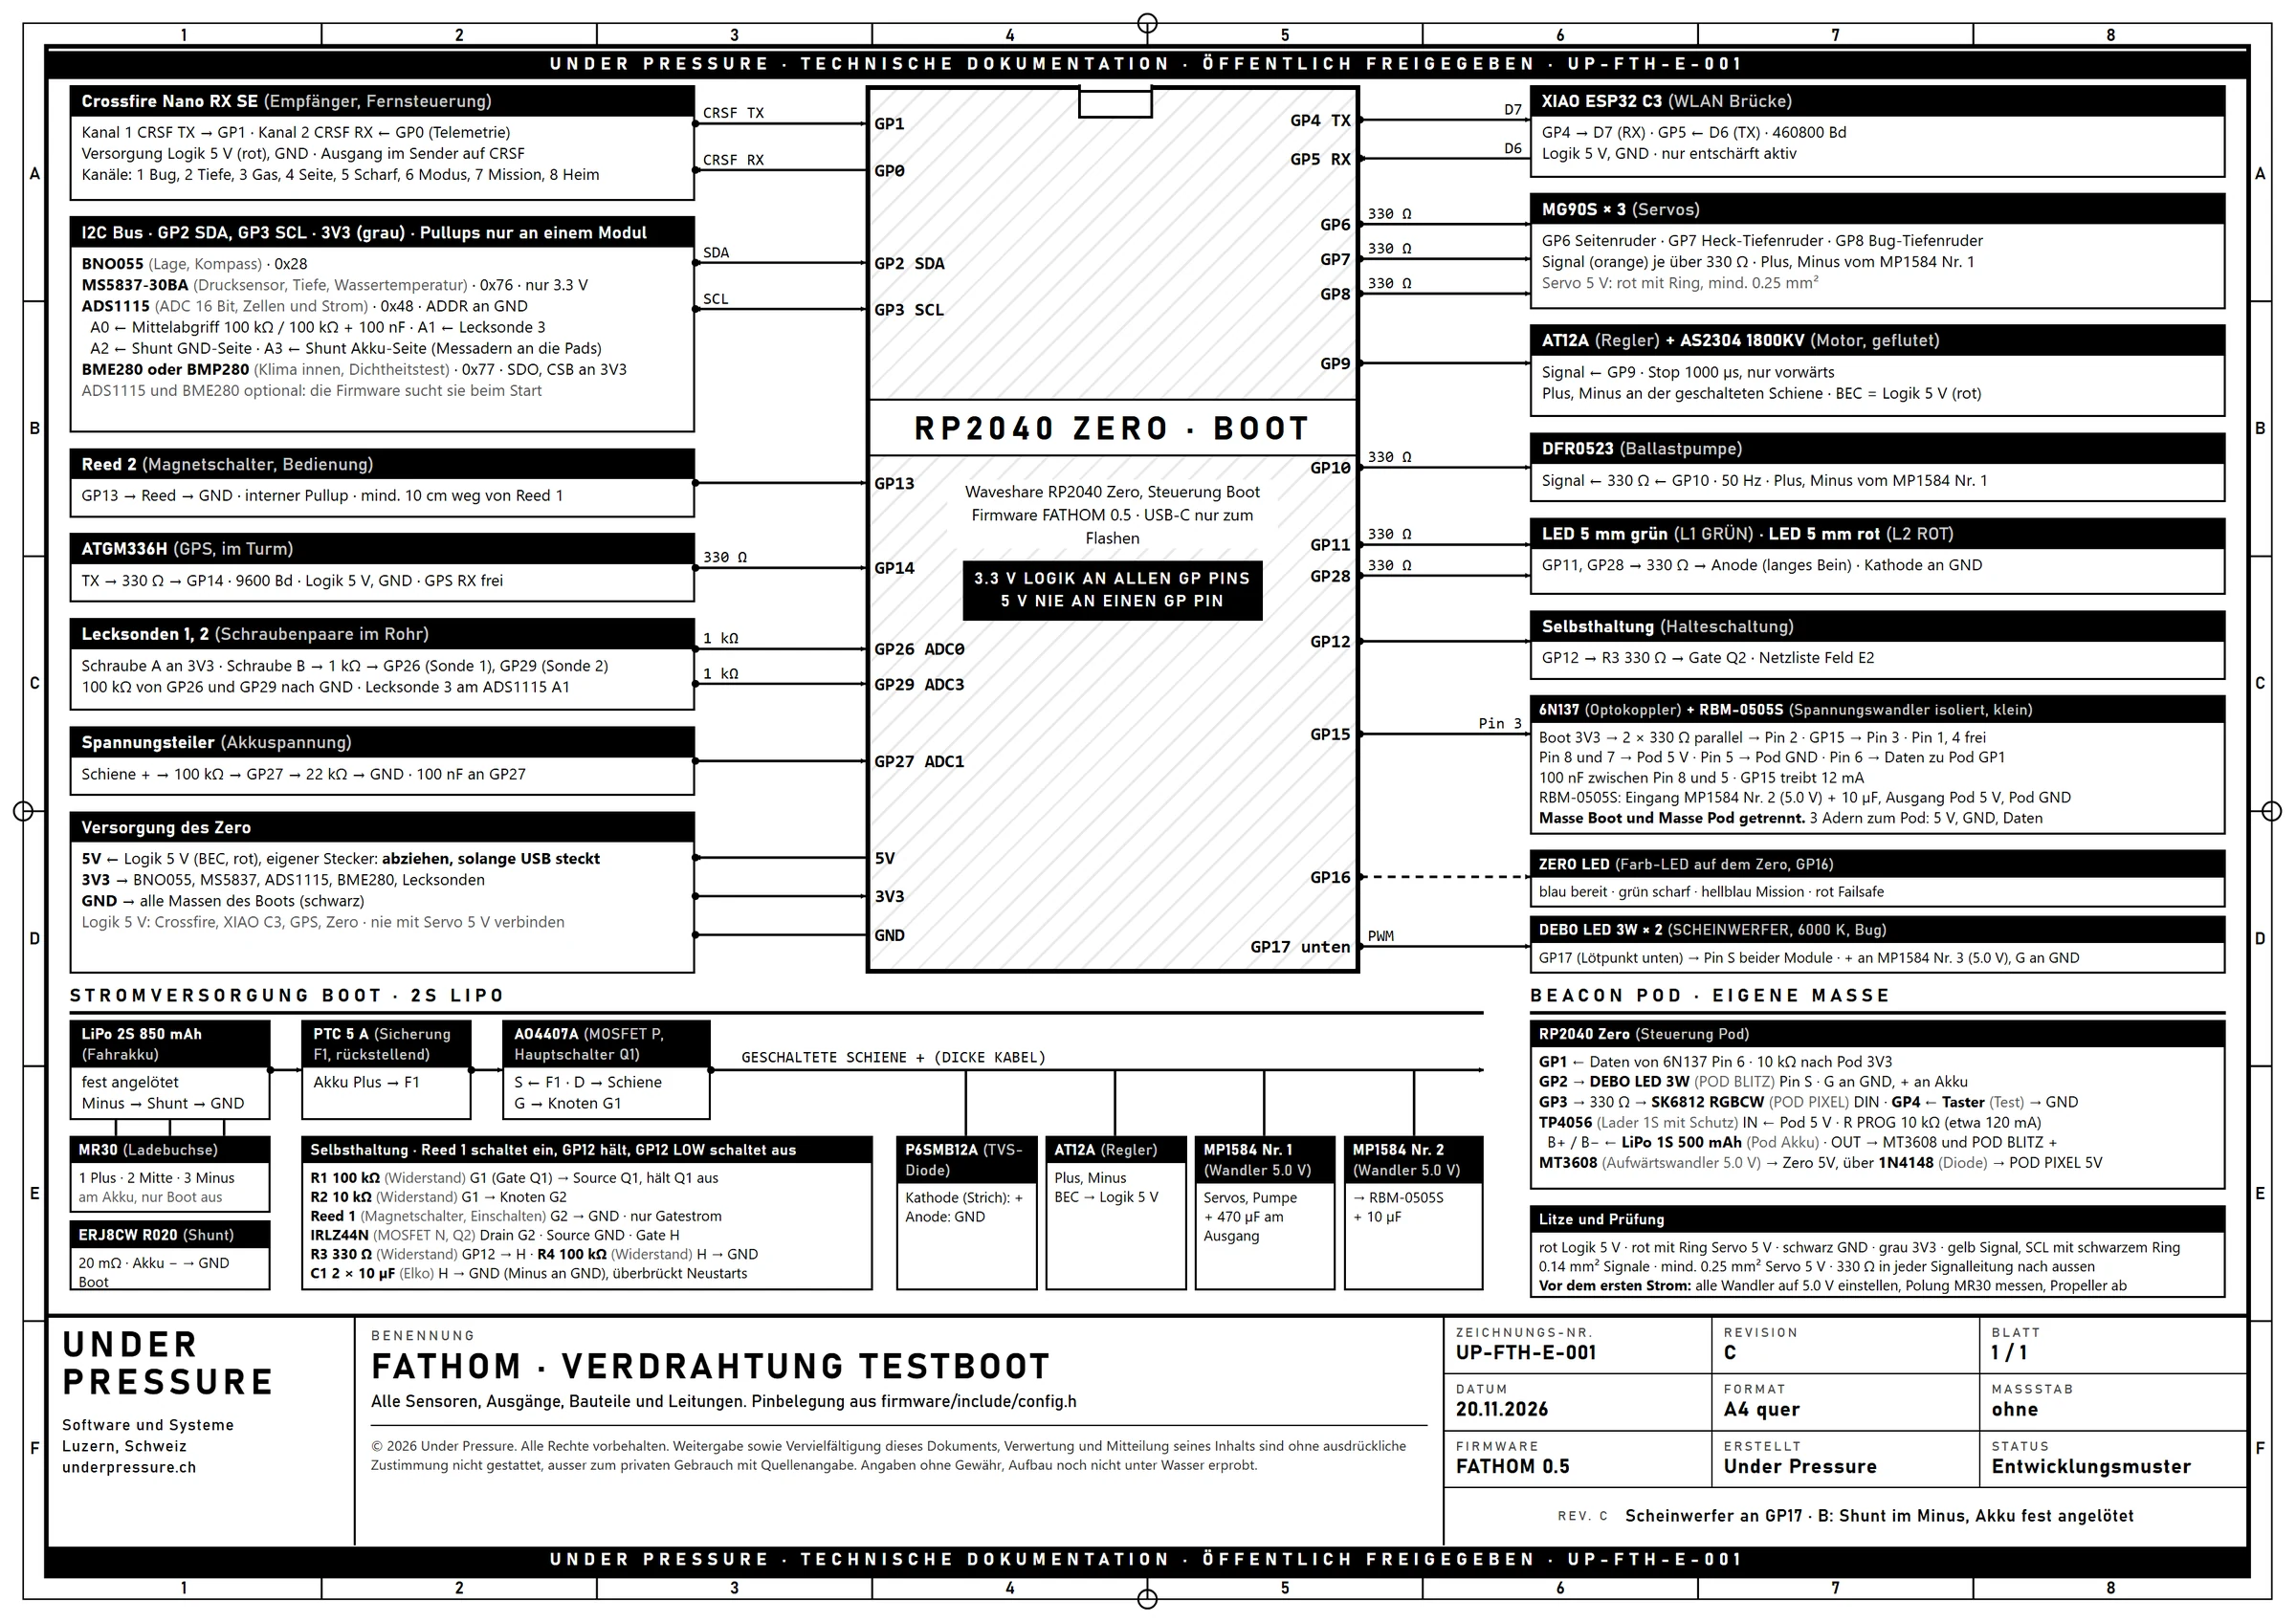 1 2 3 4 5 6 7 8
UNDER PRESSURE · TECHNISCHE DOKUMENTATION · ÖFFENTLICH FREIGEGEBEN · UP-FTH-E-001
A
B
C
D
E
F
Crossfire Nano RX SE (Empfänger, Fernsteuerung)
Kanal 1 CRSF TX → GP1 · Kanal 2 CRSF RX ← GP0 (Telemetrie)
Versorgung Logik 5 V (rot), GND · Ausgang im Sender auf CRSF
Kanäle: 1 Bug, 2 Tiefe, 3 Gas, 4 Seite, 5 Scharf, 6 Modus, 7 Mission, 8 Heim
I2C Bus · GP2 SDA, GP3 SCL · 3V3 (grau) · Pullups nur an einem Modul
BNO055 (Lage, Kompass) · 0x28
MS5837-30BA (Drucksensor, Tiefe, Wassertemperatur) · 0x76 · nur 3.3 V
ADS1115 (ADC 16 Bit, Zellen und Strom) · 0x48 · ADDR an GND
A0 ← Mittelabgriff 100 kΩ / 100 kΩ + 100 nF · A1 ← Lecksonde 3
A2 ← Shunt GND-Seite · A3 ← Shunt Akku-Seite (Messadern an die Pads)
BME280 oder BMP280 (Klima innen, Dichtheitstest) · 0x77 · SDO, CSB an 3V3
ADS1115 und BME280 optional: die Firmware sucht sie beim Start
Reed 2 (Magnetschalter, Bedienung)
GP13 → Reed → GND · interner Pullup · mind. 10 cm weg von Reed 1
ATGM336H (GPS, im Turm)
TX → 330 Ω → GP14 · 9600 Bd · Logik 5 V, GND · GPS RX frei
Lecksonden 1, 2 (Schraubenpaare im Rohr)
Schraube A an 3V3 · Schraube B → 1 kΩ → GP26 (Sonde 1), GP29 (Sonde 2)
100 kΩ von GP26 und GP29 nach GND · Lecksonde 3 am ADS1115 A1
Spannungsteiler (Akkuspannung)
Schiene + → 100 kΩ → GP27 → 22 kΩ → GND · 100 nF an GP27
Versorgung des Zero
5V ← Logik 5 V (BEC, rot), eigener Stecker: abziehen, solange USB steckt
3V3 → BNO055, MS5837, ADS1115, BME280, Lecksonden
GND → alle Massen des Boots (schwarz)
Logik 5 V: Crossfire, XIAO C3, GPS, Zero · nie mit Servo 5 V verbinden
CRSF TX
CRSF RX
SDA
SCL
330 Ω
1 kΩ
1 kΩ
GP1
GP0
GP2 SDA
GP3 SCL
GP13
GP14
GP26 ADC0
GP29 ADC3
GP27 ADC1
5V
3V3
GND
RP2040 ZERO · BOOT
Waveshare RP2040 Zero, Steuerung Boot
Firmware FATHOM 0.5 · USB-C nur zum
Flashen
3.3 V LOGIK AN ALLEN GP PINS
5 V NIE AN EINEN GP PIN
GP4 TX
GP5 RX
GP6
GP7
GP8
GP9
GP10
GP11
GP28
GP12
GP15
GP16
GP17 unten
D7
D6
330 Ω
330 Ω
330 Ω
330 Ω
330 Ω
330 Ω
Pin 3
PWM
XIAO ESP32 C3 (WLAN Brücke)
GP4 → D7 (RX) · GP5 ← D6 (TX) · 460800 Bd
Logik 5 V, GND · nur entschärft aktiv
MG90S × 3 (Servos)
GP6 Seitenruder · GP7 Heck-Tiefenruder · GP8 Bug-Tiefenruder
Signal (orange) je über 330 Ω · Plus, Minus vom MP1584 Nr. 1
Servo 5 V: rot mit Ring, mind. 0.25 mm²
AT12A (Regler) + AS2304 1800KV (Motor, geflutet)
Signal ← GP9 · Stop 1000 µs, nur vorwärts
Plus, Minus an der geschalteten Schiene · BEC = Logik 5 V (rot)
DFR0523 (Ballastpumpe)
Signal ← 330 Ω ← GP10 · 50 Hz · Plus, Minus vom MP1584 Nr. 1
LED 5 mm grün (L1 GRÜN) · LED 5 mm rot (L2 ROT)
GP11, GP28 → 330 Ω → Anode (langes Bein) · Kathode an GND
Selbsthaltung (Halteschaltung)
GP12 → R3 330 Ω → Gate Q2 · Netzliste Feld E2
6N137 (Optokoppler) + RBM-0505S (Spannungswandler isoliert, klein)
Boot 3V3 → 2 × 330 Ω parallel → Pin 2 · GP15 → Pin 3 · Pin 1, 4 frei
Pin 8 und 7 → Pod 5 V · Pin 5 → Pod GND · Pin 6 → Daten zu Pod GP1
100 nF zwischen Pin 8 und 5 · GP15 treibt 12 mA
RBM-0505S: Eingang MP1584 Nr. 2 (5.0 V) + 10 µF, Ausgang Pod 5 V, Pod GND
Masse Boot und Masse Pod getrennt. 3 Adern zum Pod: 5 V, GND, Daten
ZERO LED (Farb-LED auf dem Zero, GP16)
blau bereit · grün scharf · hellblau Mission · rot Failsafe
DEBO LED 3W × 2 (SCHEINWERFER, 6000 K, Bug)
GP17 (Lötpunkt unten) → Pin S beider Module · + an MP1584 Nr. 3 (5.0 V), G an GND
STROMVERSORGUNG BOOT · 2S LIPO
LiPo 2S 850 mAh
(Fahrakku)
fest angelötet
Minus → Shunt → GND
PTC 5 A (Sicherung
F1, rückstellend)
Akku Plus → F1
AO4407A (MOSFET P,
Hauptschalter Q1)
S ← F1 · D → Schiene
G → Knoten G1
GESCHALTETE SCHIENE + (DICKE KABEL)
MR30 (Ladebuchse)
1 Plus · 2 Mitte · 3 Minus
am Akku, nur Boot aus
ERJ8CW R020 (Shunt)
20 mΩ · Akku − → GND
Boot
Selbsthaltung · Reed 1 schaltet ein, GP12 hält, GP12 LOW schaltet aus
R1 100 kΩ (Widerstand) G1 (Gate Q1) → Source Q1, hält Q1 aus
R2 10 kΩ (Widerstand) G1 → Knoten G2
Reed 1 (Magnetschalter, Einschalten) G2 → GND · nur Gatestrom
IRLZ44N (MOSFET N, Q2) Drain G2 · Source GND · Gate H
R3 330 Ω (Widerstand) GP12 → H · R4 100 kΩ (Widerstand) H → GND
C1 2 × 10 µF (Elko) H → GND (Minus an GND), überbrückt Neustarts
P6SMB12A (TVS-
Diode)
Kathode (Strich): +
Anode: GND
AT12A (Regler)
Plus, Minus
BEC → Logik 5 V
MP1584 Nr. 1
(Wandler 5.0 V)
Servos, Pumpe
+ 470 µF am
Ausgang
MP1584 Nr. 2
(Wandler 5.0 V)
→ RBM-0505S
+ 10 µF
BEACON POD · EIGENE MASSE
RP2040 Zero (Steuerung Pod)
GP1 ← Daten von 6N137 Pin 6 · 10 kΩ nach Pod 3V3
GP2 → DEBO LED 3W (POD BLITZ) Pin S · G an GND, + an Akku
GP3 → 330 Ω → SK6812 RGBCW (POD PIXEL) DIN · GP4 ← Taster (Test) → GND
TP4056 (Lader 1S mit Schutz) IN ← Pod 5 V · R PROG 10 kΩ (etwa 120 mA)
B+ / B− ← LiPo 1S 500 mAh (Pod Akku) · OUT → MT3608 und POD BLITZ +
MT3608 (Aufwärtswandler 5.0 V) → Zero 5V, über 1N4148 (Diode) → POD PIXEL 5V
Litze und Prüfung
rot Logik 5 V · rot mit Ring Servo 5 V · schwarz GND · grau 3V3 · gelb Signal, SCL mit schwarzem Ring
0.14 mm² Signale · mind. 0.25 mm² Servo 5 V · 330 Ω in jeder Signalleitung nach aussen
Vor dem ersten Strom: alle Wandler auf 5.0 V einstellen, Polung MR30 messen, Propeller ab
UNDER
PRESSURE
Software und Systeme
Luzern, Schweiz
underpressure.ch
BENENNUNG
FATHOM · VERDRAHTUNG TESTBOOT
Alle Sensoren, Ausgänge, Bauteile und Leitungen. Pinbelegung aus firmware/include/config.h
© 2026 Under Pressure. Alle Rechte vorbehalten. Weitergabe sowie Vervielfältigung dieses Dokuments, Verwertung und Mitteilung seines Inhalts sind ohne ausdrückliche
Zustimmung nicht gestattet, ausser zum privaten Gebrauch mit Quellenangabe. Angaben ohne Gewähr, Aufbau noch nicht unter Wasser erprobt.
ZEICHNUNGS-NR.
UP-FTH-E-001
REVISION
C
BLATT
1 / 1
DATUM
20.11.2026
FORMAT
A4 quer
MASSSTAB
ohne
FIRMWARE
FATHOM 0.5
ERSTELLT
Under Pressure
STATUS
Entwicklungsmuster
REV. C Scheinwerfer an GP17 · B: Shunt im Minus, Akku fest angelötet
A
B
C
D
E
F
UNDER PRESSURE · TECHNISCHE DOKUMENTATION · ÖFFENTLICH FREIGEGEBEN · UP-FTH-E-001
1 2 3 4 5 6 7 8